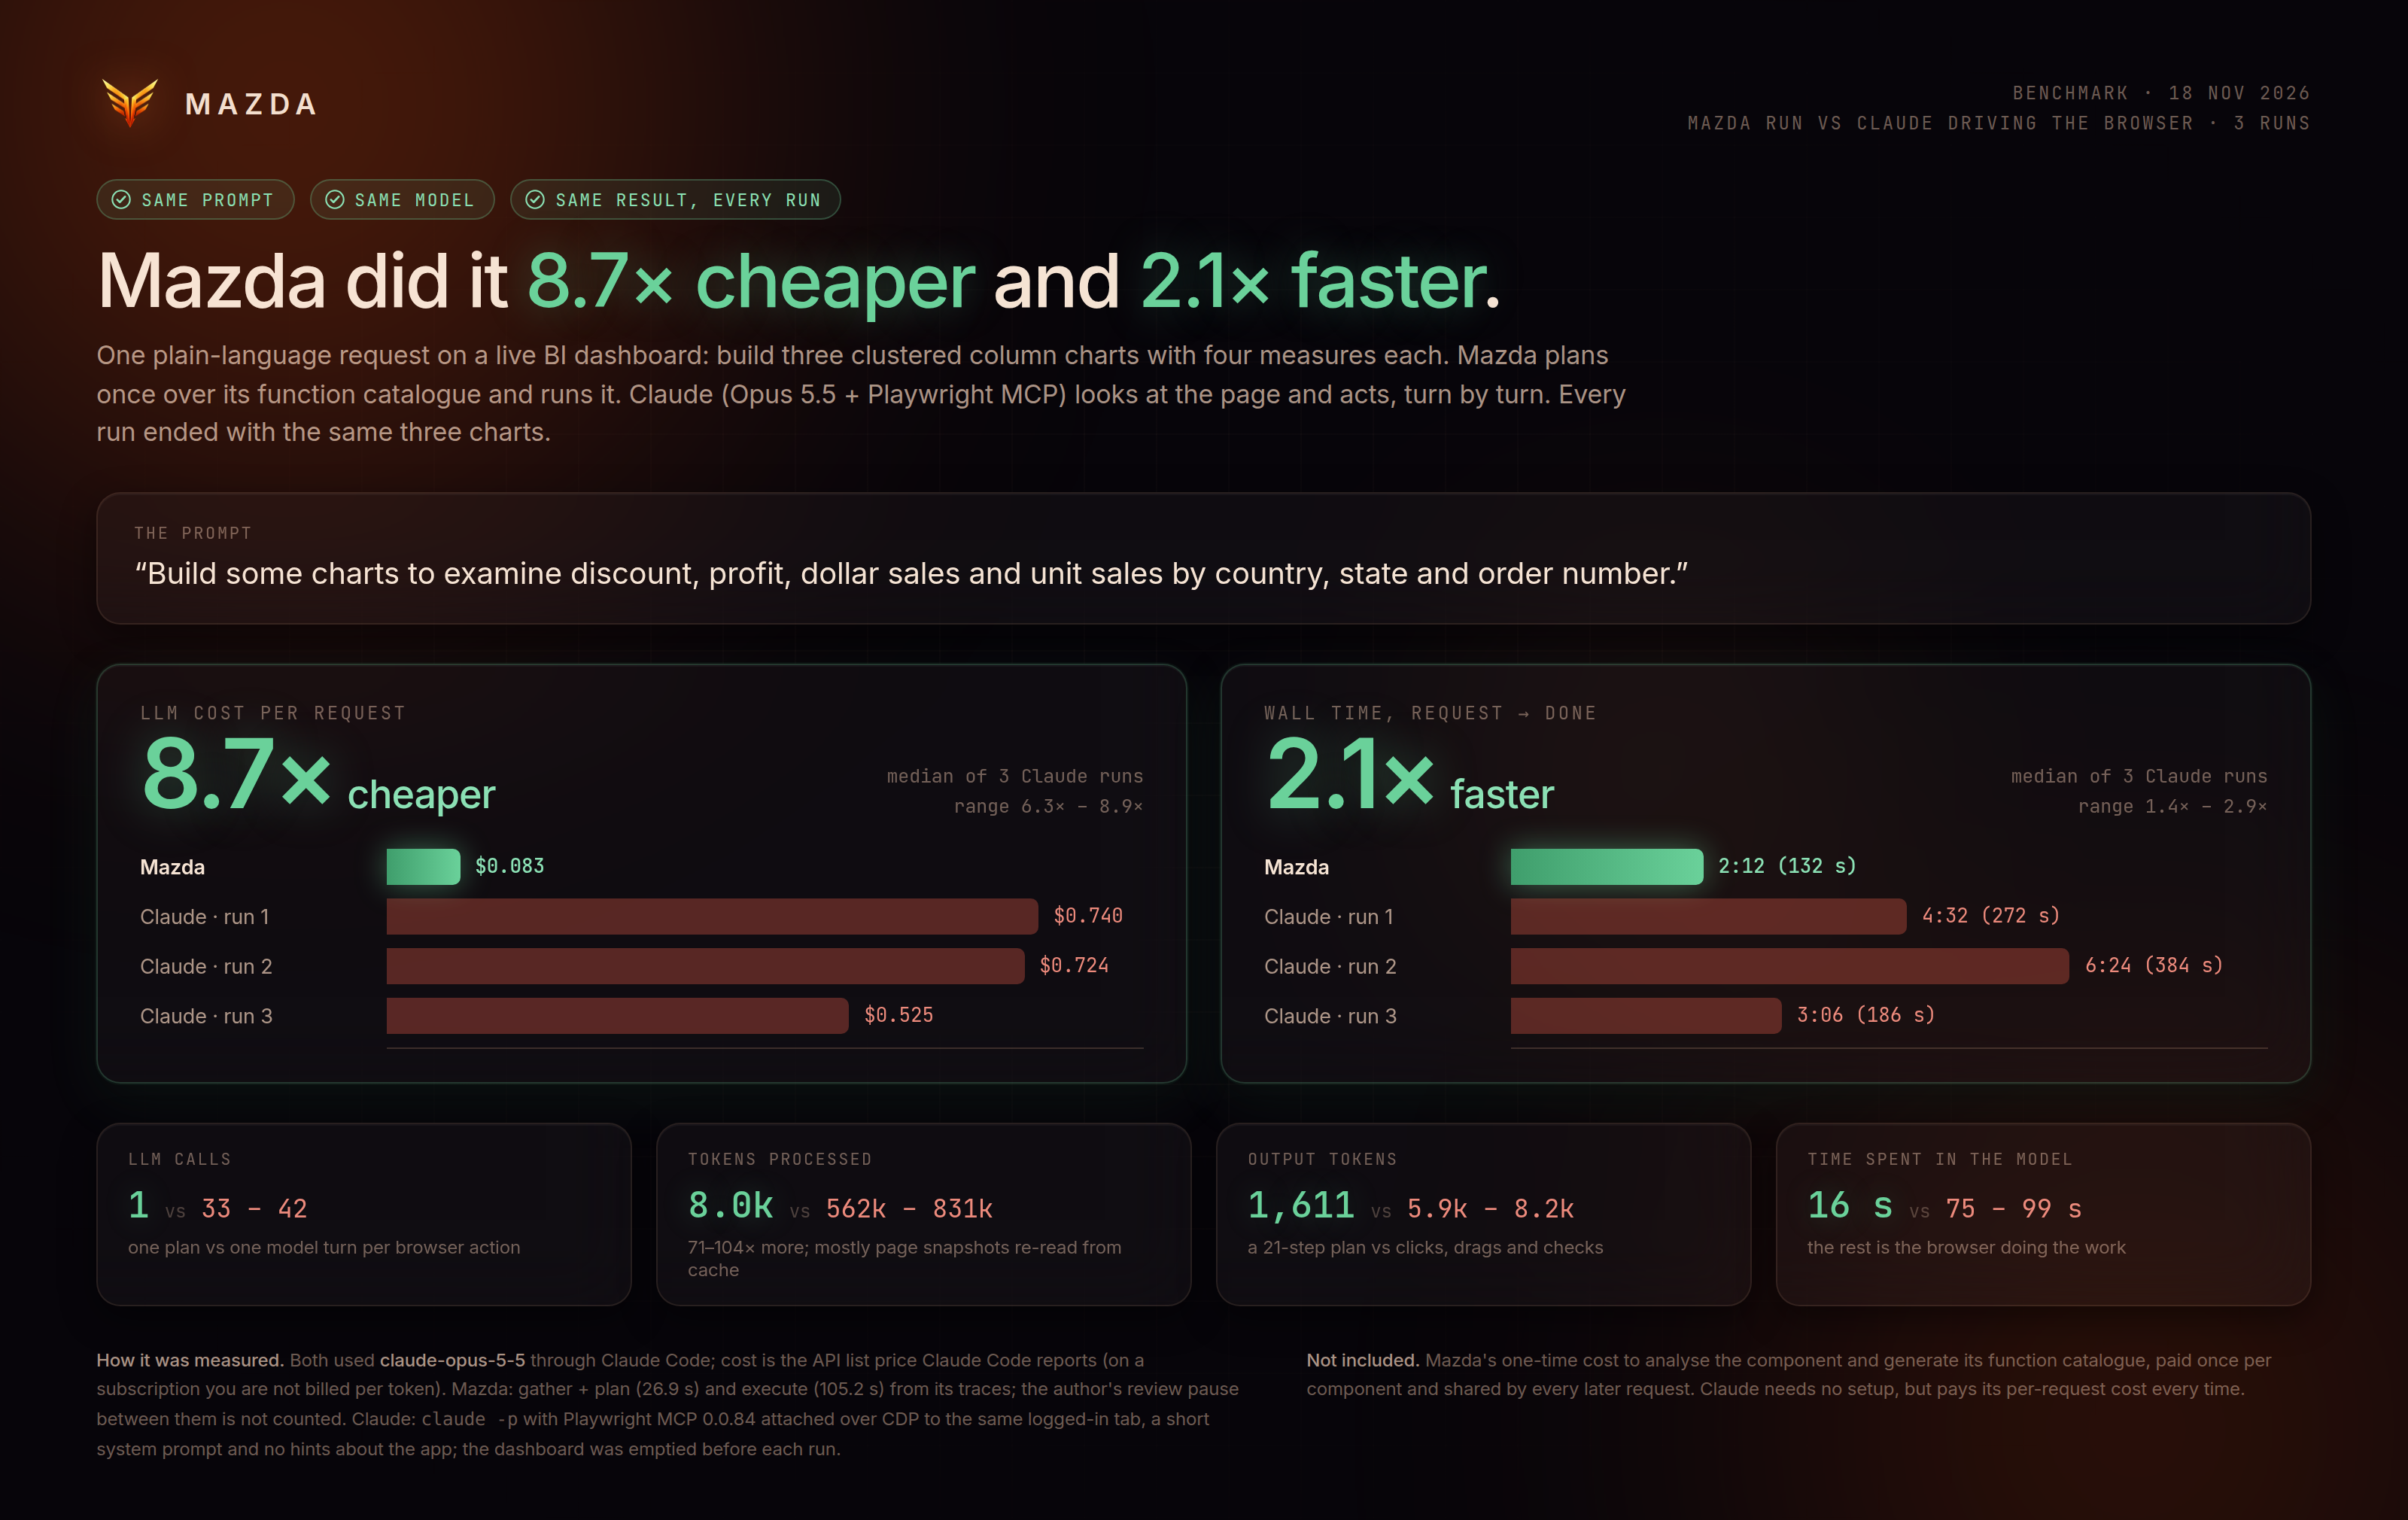 MAZDA
BENCHMARK · 18 NOV 2026
MAZDA RUN VS CLAUDE DRIVING THE BROWSER · 3 RUNS
SAME PROMPT
SAME MODEL
SAME RESULT, EVERY RUN
Mazda did it 8.7× cheaper and 2.1× faster.
One plain-language request on a live BI dashboard: build three clustered column charts with four measures each. Mazda plans
once over its function catalogue and runs it. Claude (Opus 5.5 + Playwright MCP) looks at the page and acts, turn by turn. Every
run ended with the same three charts.
THE PROMPT
“Build some charts to examine discount, profit, dollar sales and unit sales by country, state and order number.”
LLM COST PER REQUEST
8.7× cheaper
median of 3 Claude runs
range 6.3× – 8.9×
Mazda $0.083
Claude · run 1 $0.740
Claude · run 2 $0.724
Claude · run 3 $0.525
WALL TIME, REQUEST → DONE
2.1× faster
median of 3 Claude runs
range 1.4× – 2.9×
Mazda 2:12 (132 s)
Claude · run 1 4:32 (272 s)
Claude · run 2 6:24 (384 s)
Claude · run 3 3:06 (186 s)
LLM CALLS
1 vs 33 – 42
one plan vs one model turn per browser action
TOKENS PROCESSED
8.0k vs 562k – 831k
71–104× more; mostly page snapshots re-read from
cache
OUTPUT TOKENS
1,611 vs 5.9k – 8.2k
a 21-step plan vs clicks, drags and checks
TIME SPENT IN THE MODEL
16 s vs 75 – 99 s
the rest is the browser doing the work
How it was measured. Both used claude-opus-5-5 through Claude Code; cost is the API list price Claude Code reports (on a
subscription you are not billed per token). Mazda: gather + plan (26.9 s) and execute (105.2 s) from its traces; the author's review pause
between them is not counted. Claude: claude -p with Playwright MCP 0.0.84 attached over CDP to the same logged-in tab, a short
system prompt and no hints about the app; the dashboard was emptied before each run.
Not included. Mazda's one-time cost to analyse the component and generate its function catalogue, paid once per
component and shared by every later request. Claude needs no setup, but pays its per-request cost every time.